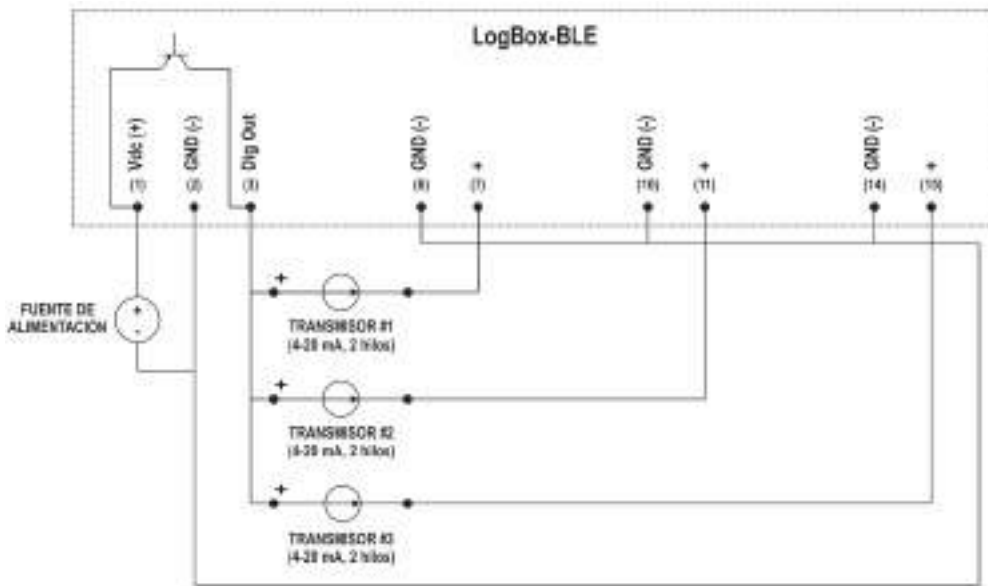 LogBox-BLE
Vdc (+)
(1)
GND (-)
(2)
Dig Out
(3)
GND (-)
(6)
+
(7)
GND (-)
(10)
+
(11)
GND (-)
(14)
+
(15)
FUENTE DE
ALIMENTACIÓN
+
-
+
TRANSMISOR #1
(4-20 mA, 2 hilos)
+
TRANSMISOR #2
(4-20 mA, 2 hilos)
+
TRANSMISOR #3
(4-20 mA, 2 hilos)